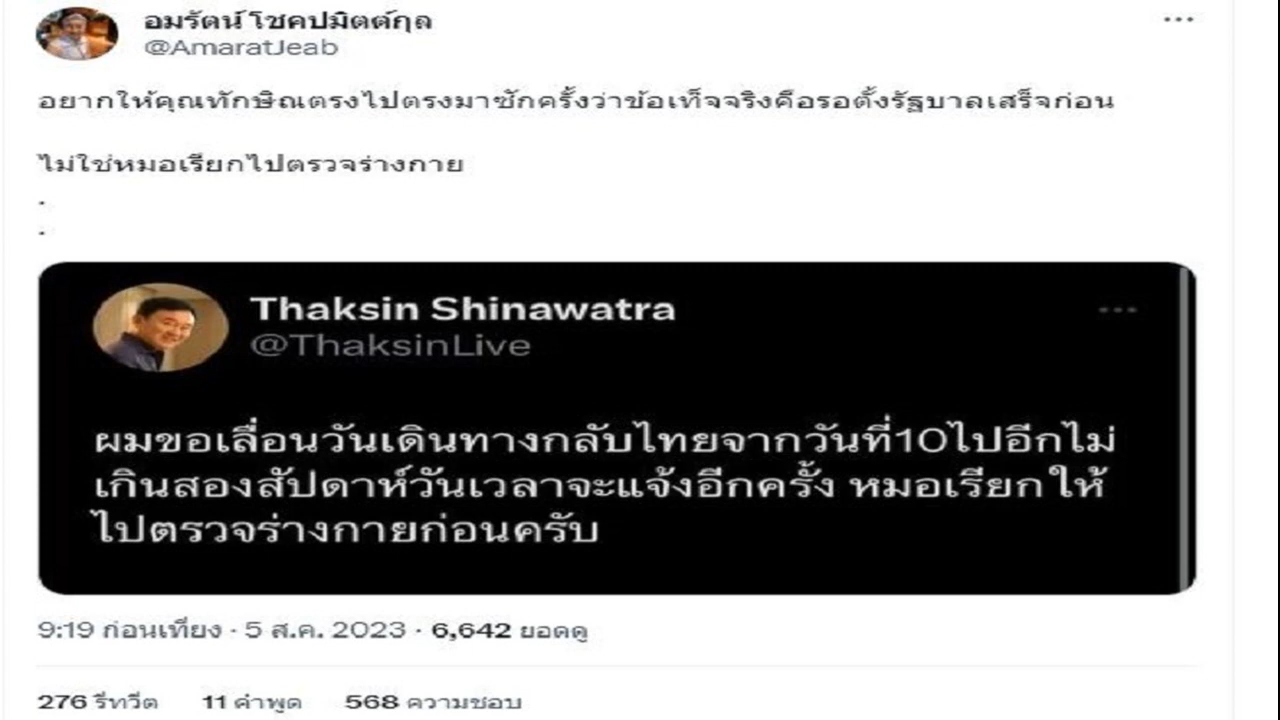 อมรัตน์ โชคปมิตต์กุล
@AmaratJeab
อยากให้คุณทักษิณตรงไปตรงมาซักครั้งว่าข้อเท็จจริงคือรอตั้งรัฐบาลเสร็จก่อน
ไม่ใช่หมอเรียกไปตรวจร่างกาย
.
.
Thaksin Shinawatra
@ThaksinLive
ผมขอเลื่อนวันเดินทางกลับไทยจากวันที่10ไปอีกไม่
เกินสองสัปดาห์วันเวลาจะแจ้งอีกครั้ง หมอเรียกให้
ไปตรวจร่างกายก่อนครับ
9:19 ก่อนเที่ยง · 5 ส.ค. 2023 · 6,642 ยอดดู
276 รีทวีต 11 คำพูด 568 ความชอบ